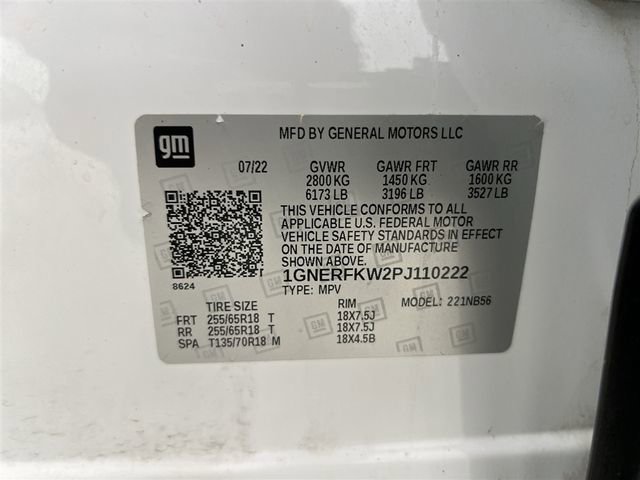 gm
MFD BY GENERAL MOTORS LLC
07/22 GVWR GAWR FRT GAWR RR
2800 KG 1450 KG 1600 KG
6173 LB 3196 LB 3527 LB
THIS VEHICLE CONFORMS TO ALL
APPLICABLE U.S. FEDERAL MOTOR
VEHICLE SAFETY STANDARDS IN EFFECT
ON THE DATE OF MANUFACTURE
SHOWN ABOVE.
1GNERFKW2PJ110222
8624
TYPE: MPV MODEL: 221NB56
TIRE SIZE RIM
FRT 255/65R18 T 18X7.5J
RR 255/65R18 T 18X7.5J
SPA T135/70R18 M 18X4.5B